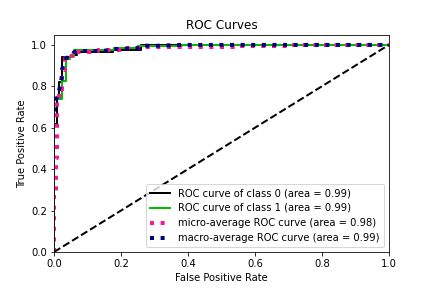 ROC Curves
True Positive Rate
1.0
0.8
0.6
0.4
0.2
0.0
ROC curve of class 0 (area = 0.99)
ROC curve of class 1 (area = 0.99)
micro-average ROC curve (area = 0.98)
macro-average ROC curve (area = 0.99)
0.0 0.2 0.4 0.6 0.8 1.0
False Positive Rate